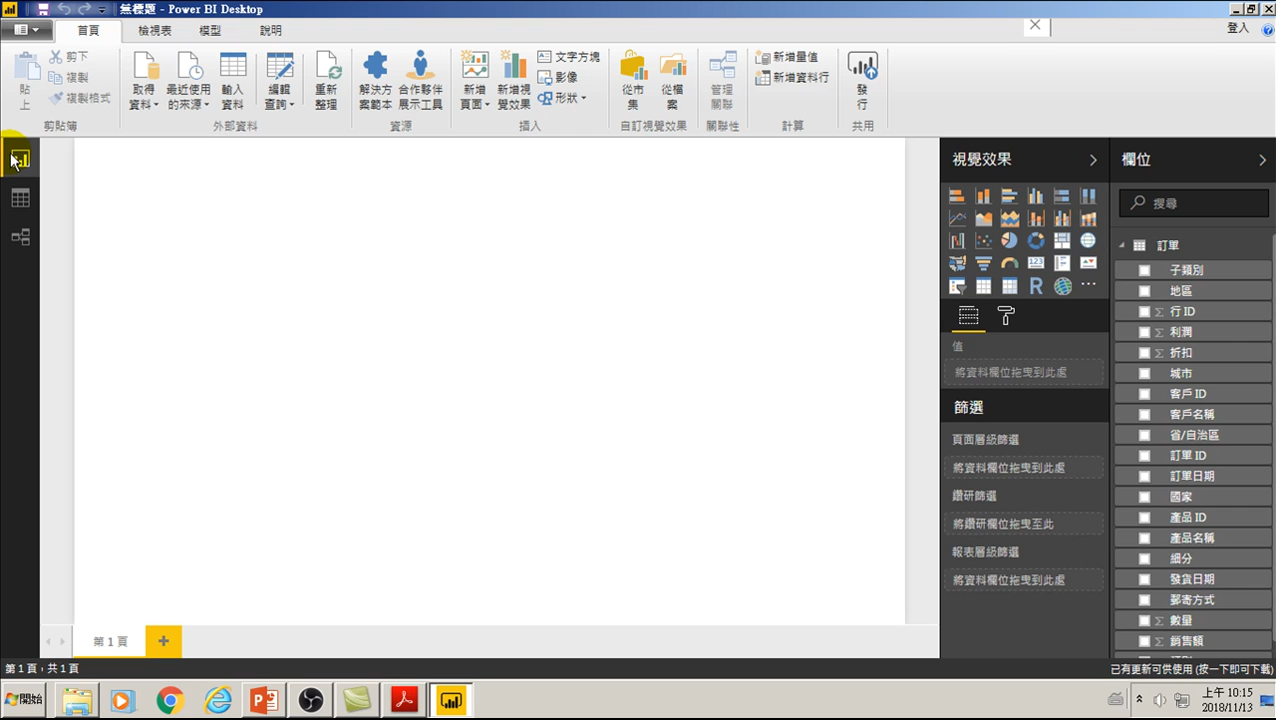 無標題 - Power BI Desktop
首頁 檢視表 模型 說明 登入
貼上
剪下
複製
複製格式
剪貼簿
取得資料
最近使用的來源
輸入資料
編輯查詢
重新整理
外部資料
解決方案範本
合作夥伴展示工具
資源
新增頁面
新增視覺效果
文字方塊
影像
形狀
插入
從市集
從檔案
自訂視覺效果
管理關聯
關聯性
新增量值
新增資料行
計算
發行
共用
視覺效果
123
R
值
將資料欄位拖曳到此處
篩選
頁面層級篩選
將資料欄位拖曳到此處
鑽研篩選
將鑽研欄位拖曳至此
報表層級篩選
將資料欄位拖曳到此處
欄位
搜尋
訂單
子類別
地區
Σ 行 ID
Σ 利潤
Σ 折扣
城市
客戶 ID
客戶名稱
省/自治區
訂單 ID
訂單日期
國家
產品 ID
產品名稱
細分
發貨日期
郵寄方式
Σ 數量
Σ 銷售額
第 1 頁
第 1 頁，共 1 頁
已有更新可供使用 (按一下即可下載)
開始
上午 10:15
2018/11/13